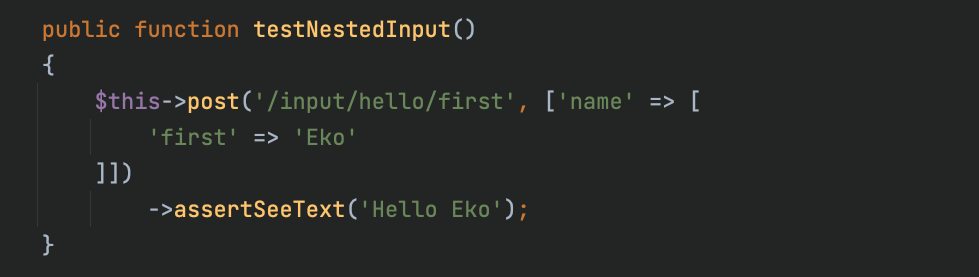 public function testNestedInput()
{
    $this->post('/input/hello/first', ['name' => [
        'first' => 'Eko'
    ]])
        ->assertSeeText('Hello Eko');
}